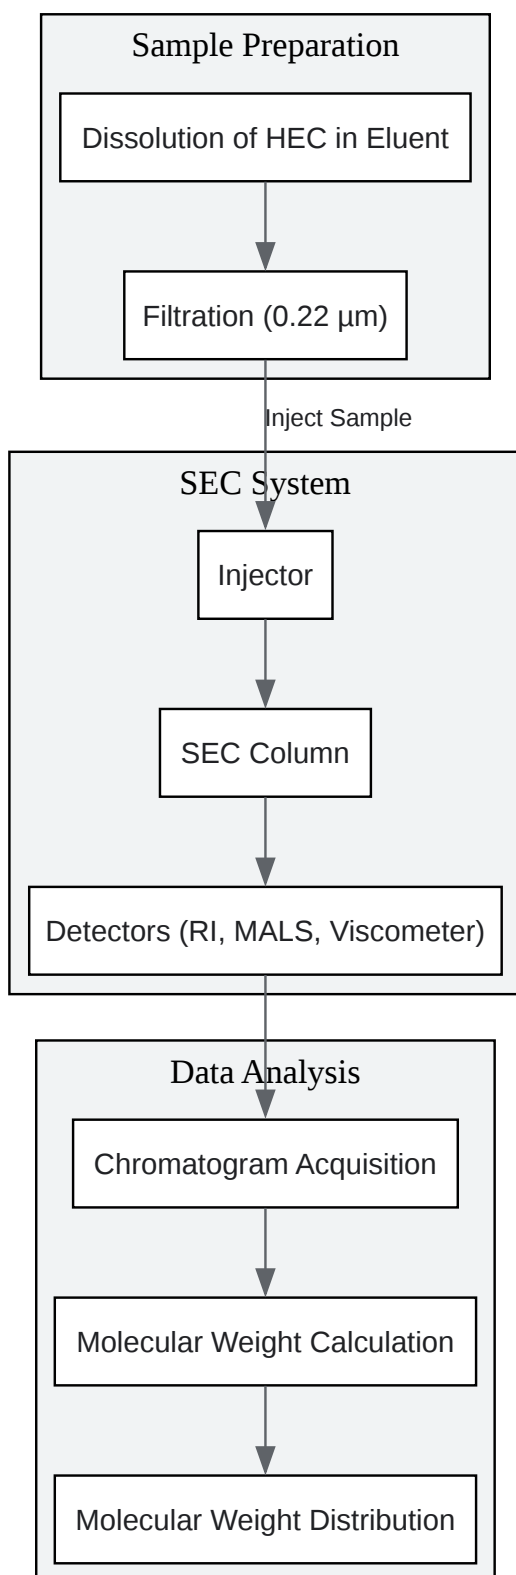 Sample Preparation
Dissolution of HEC in Eluent
Filtration (0.22 µm)
Inject Sample
SEC System
Injector
SEC Column
Detectors (RI, MALS, Viscometer)
Data Analysis
Chromatogram Acquisition
Molecular Weight Calculation
Molecular Weight Distribution